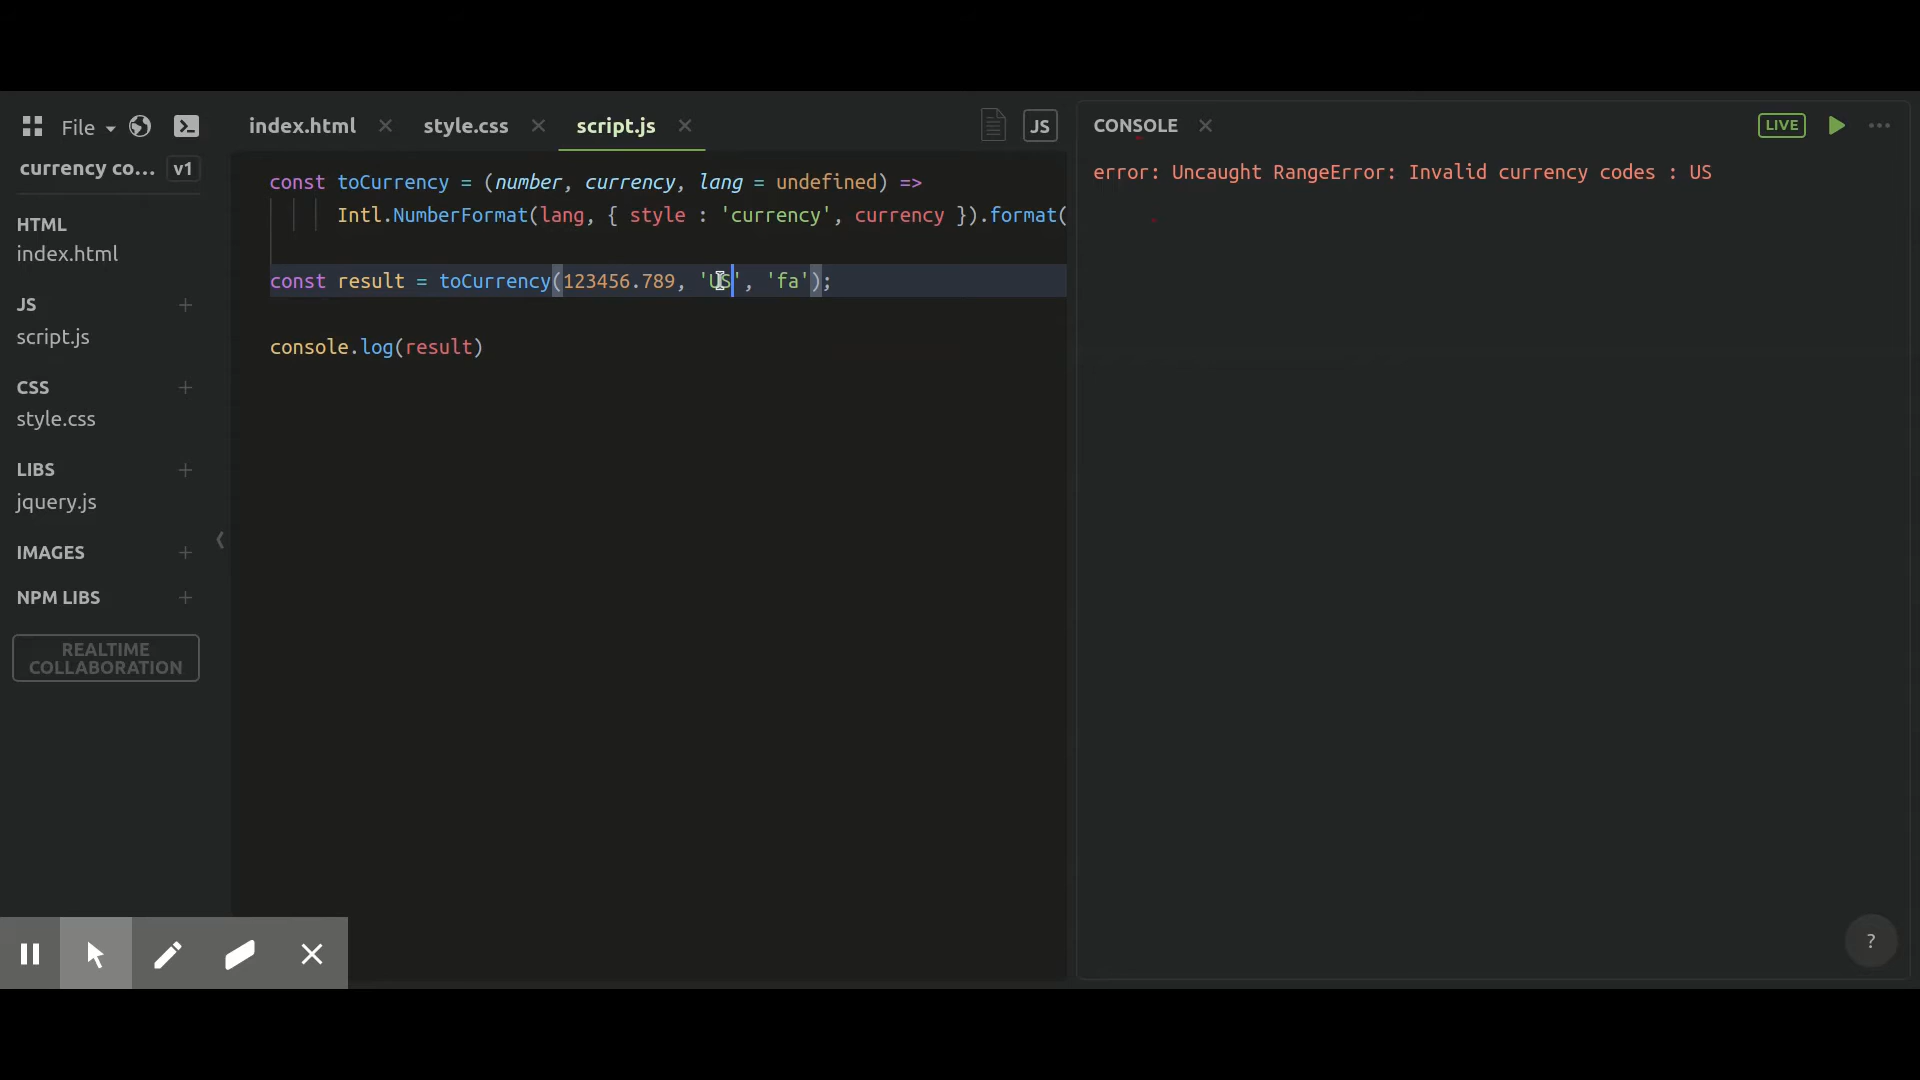 File
index.html
style.css
script.js
JS
CONSOLE
LIVE
currency co...
v1
const toCurrency = (number, currency, lang = undefined) =>
Intl.NumberFormat(lang, { style : 'currency', currency }).format(
const result = toCurrency(123456.789, 'US', 'fa');
console.log(result)
error: Uncaught RangeError: Invalid currency codes : US
HTML
index.html
JS
script.js
CSS
style.css
LIBS
jquery.js
IMAGES
NPM LIBS
REALTIME
COLLABORATION
?